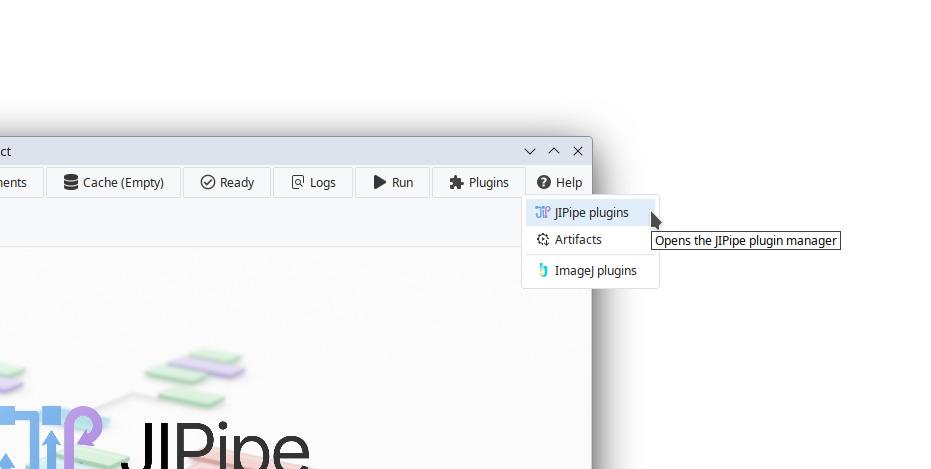 ct
nents Cache (Empty) Ready Logs Run Plugins Help
JIPipe plugins
Opens the JIPipe plugin manager
Artifacts
ImageJ plugins
JIPipe